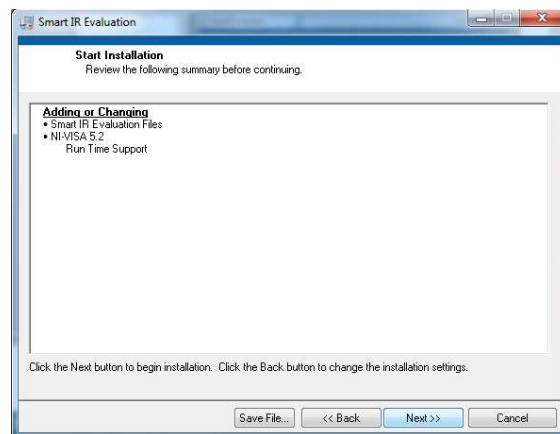 Smart IR Evaluation
Start Installation
Review the following summary before continuing.
Adding or Changing
• Smart IR Evaluation Files
• NI-VISA 5.2
Run Time Support
Click the Next button to begin installation. Click the Back button to change the installation settings.
Save File... << Back Next >> Cancel